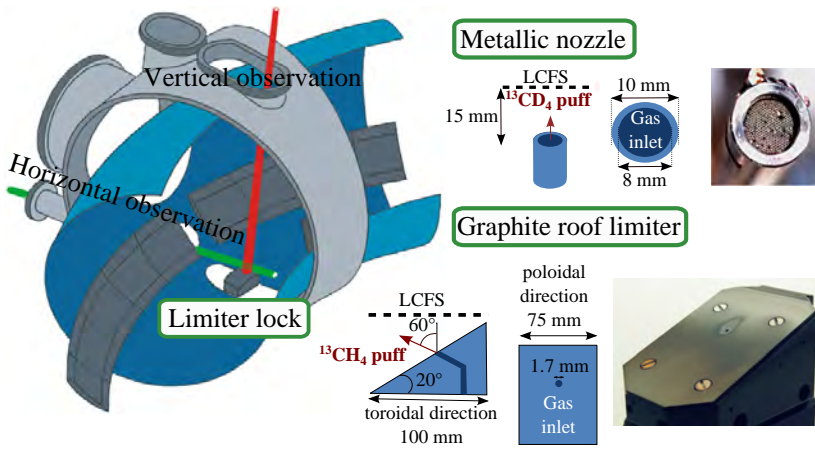 Vertical observation
Horizontal observation
Limiter lock
Metallic nozzle
LCFS
¹³CD₄ puff
15 mm
10 mm
Gas
inlet
8 mm
Graphite roof limiter
LCFS
60°
¹³CH₄ puff
20°
toroidal direction
100 mm
poloidal
direction
75 mm
1.7 mm
Gas
inlet